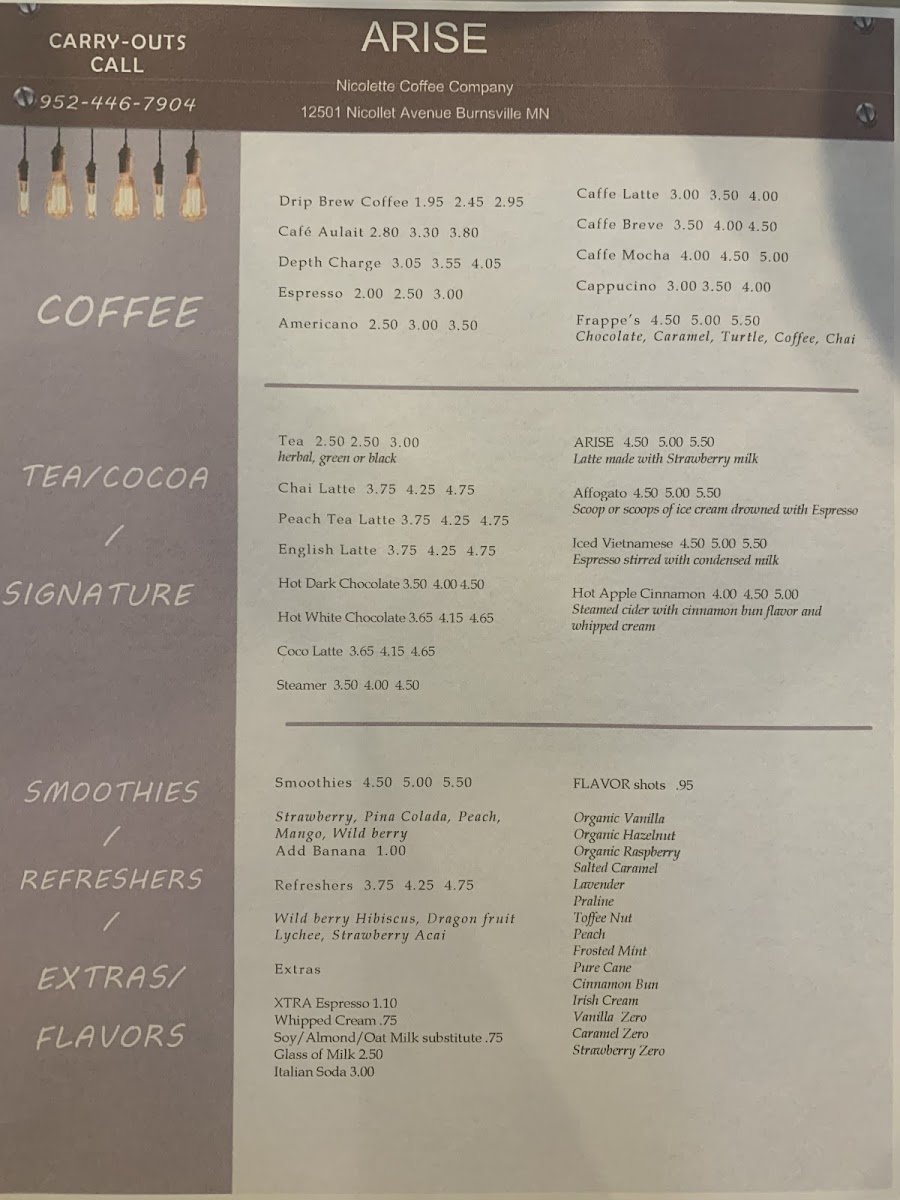 CARRY-OUTS
CALL
952-446-7904
ARISE
Nicolette Coffee Company
12501 Nicollet Avenue Burnsville MN
COFFEE
Drip Brew Coffee 1.95 2.45 2.95
Café Aulait 2.80 3.30 3.80
Depth Charge 3.05 3.55 4.05
Espresso 2.00 2.50 3.00
Americano 2.50 3.00 3.50
Caffe Latte 3.00 3.50 4.00
Caffe Breve 3.50 4.00 4.50
Caffe Mocha 4.00 4.50 5.00
Cappucino 3.00 3.50 4.00
Frappe's 4.50 5.00 5.50
Chocolate, Caramel, Turtle, Coffee, Chai
TEA/COCOA
/
SIGNATURE
Tea 2.50 2.50 3.00
herbal, green or black
Chai Latte 3.75 4.25 4.75
Peach Tea Latte 3.75 4.25 4.75
English Latte 3.75 4.25 4.75
Hot Dark Chocolate 3.50 4.00 4.50
Hot White Chocolate 3.65 4.15 4.65
Coco Latte 3.65 4.15 4.65
Steamer 3.50 4.00 4.50
ARISE 4.50 5.00 5.50
Latte made with Strawberry milk
Affogato 4.50 5.00 5.50
Scoop or scoops of ice cream drowned with Espresso
Iced Vietnamese 4.50 5.00 5.50
Espresso stirred with condensed milk
Hot Apple Cinnamon 4.00 4.50 5.00
Steamed cider with cinnamon bun flavor and
whipped cream
SMOOTHIES
/
REFRESHERS
/
EXTRAS/
FLAVORS
Smoothies 4.50 5.00 5.50
Strawberry, Pina Colada, Peach,
Mango, Wild berry
Add Banana 1.00
Refreshers 3.75 4.25 4.75
Wild berry Hibiscus, Dragon fruit
Lychee, Strawberry Acai
Extras
XTRA Espresso 1.10
Whipped Cream .75
Soy/Almond/Oat Milk substitute .75
Glass of Milk 2.50
Italian Soda 3.00
FLAVOR shots .95
Organic Vanilla
Organic Hazelnut
Organic Raspberry
Salted Caramel
Lavender
Praline
Toffee Nut
Peach
Frosted Mint
Pure Cane
Cinnamon Bun
Irish Cream
Vanilla Zero
Caramel Zero
Strawberry Zero